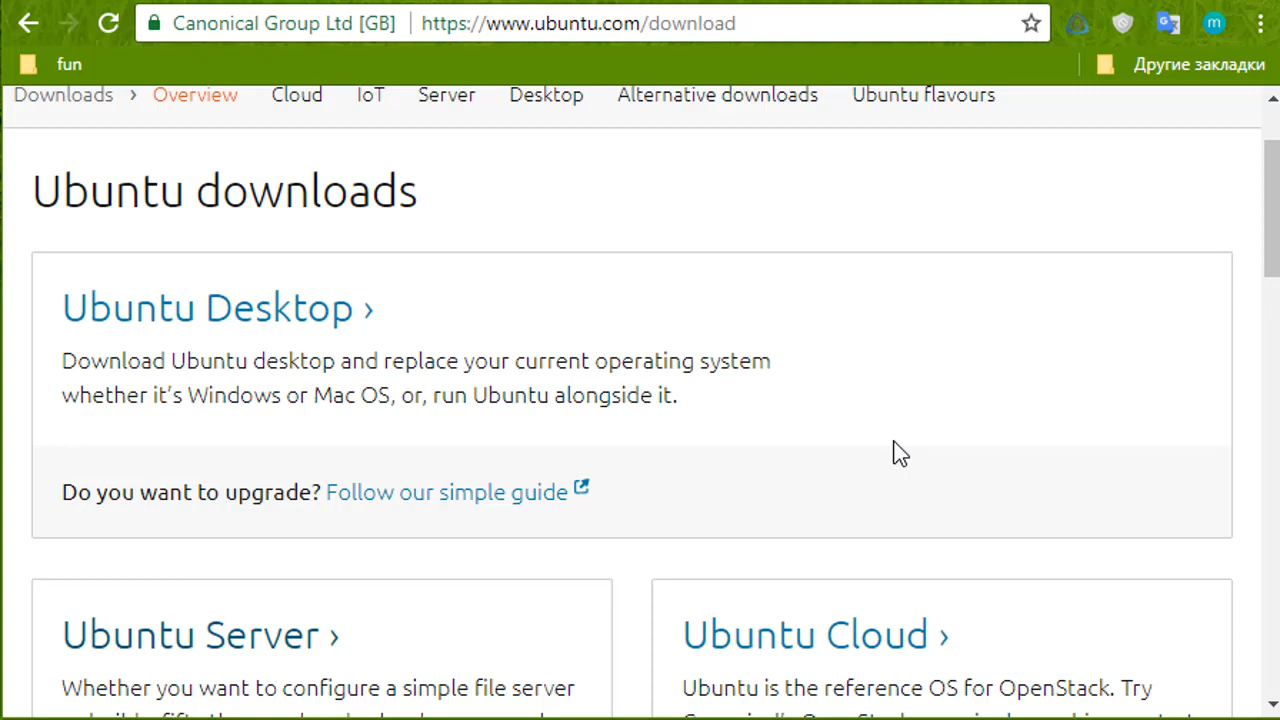 Canonical Group Ltd [GB] https://www.ubuntu.com/download
m
fun Другие закладки
Downloads › Overview Cloud IoT Server Desktop Alternative downloads Ubuntu flavours
Ubuntu downloads
Ubuntu Desktop ›
Download Ubuntu desktop and replace your current operating system
whether it's Windows or Mac OS, or, run Ubuntu alongside it.
Do you want to upgrade? Follow our simple guide
Ubuntu Server ›
Whether you want to configure a simple file server
Ubuntu Cloud ›
Ubuntu is the reference OS for OpenStack. Try